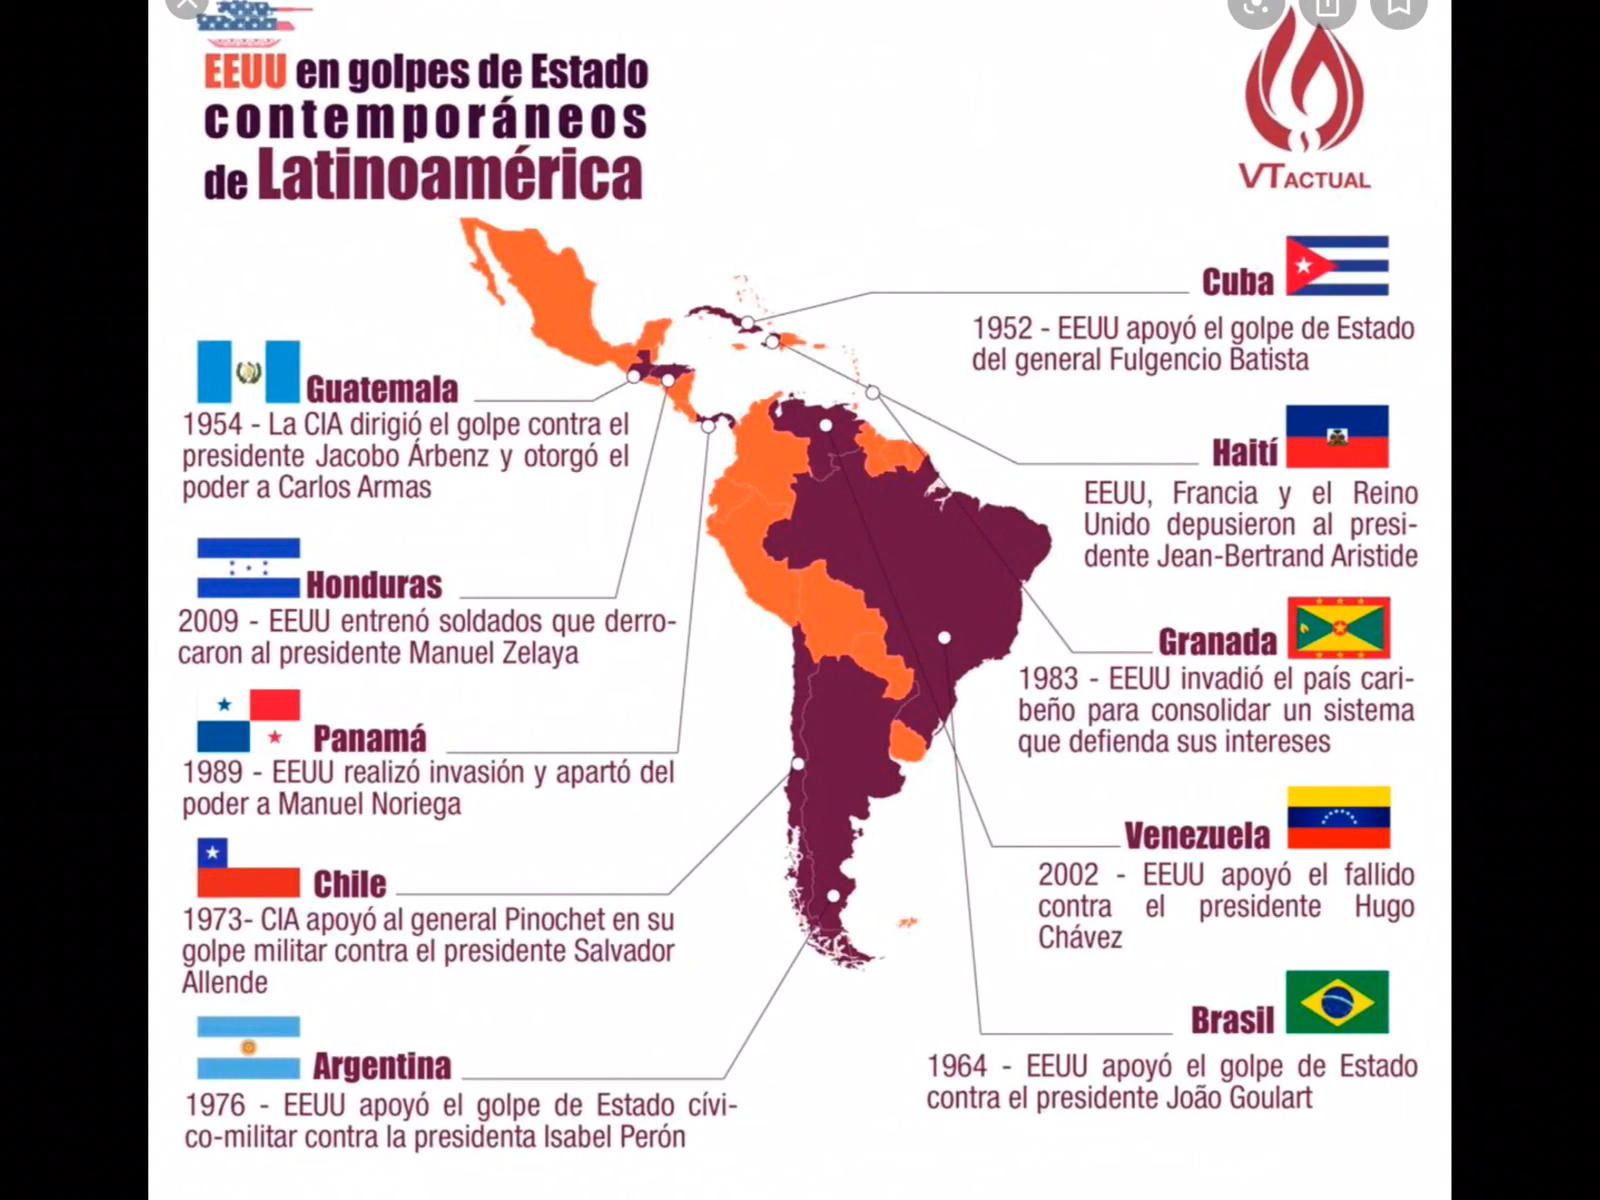 EEUU en golpes de Estado
contemporáneos
de Latinoamérica
VTACTUAL
Guatemala
1954 - La CIA dirigió el golpe contra el
presidente Jacobo Árbenz y otorgó el
poder a Carlos Armas
Honduras
2009 - EEUU entrenó soldados que derro-
caron al presidente Manuel Zelaya
Panamá
1989 - EEUU realizó invasión y apartó del
poder a Manuel Noriega
Chile
1973- CIA apoyó al general Pinochet en su
golpe militar contra el presidente Salvador
Allende
Argentina
1976 - EEUU apoyó el golpe de Estado cívi-
co-militar contra la presidenta Isabel Perón
Cuba
1952 - EEUU apoyó el golpe de Estado
del general Fulgencio Batista
Haití
EEUU, Francia y el Reino
Unido depusieron al presi-
dente Jean-Bertrand Aristide
Granada
1983 - EEUU invadió el país cari-
beño para consolidar un sistema
que defienda sus intereses
Venezuela
2002 - EEUU apoyó el fallido
contra el presidente Hugo
Chávez
Brasil
1964 - EEUU apoyó el golpe de Estado
contra el presidente João Goulart